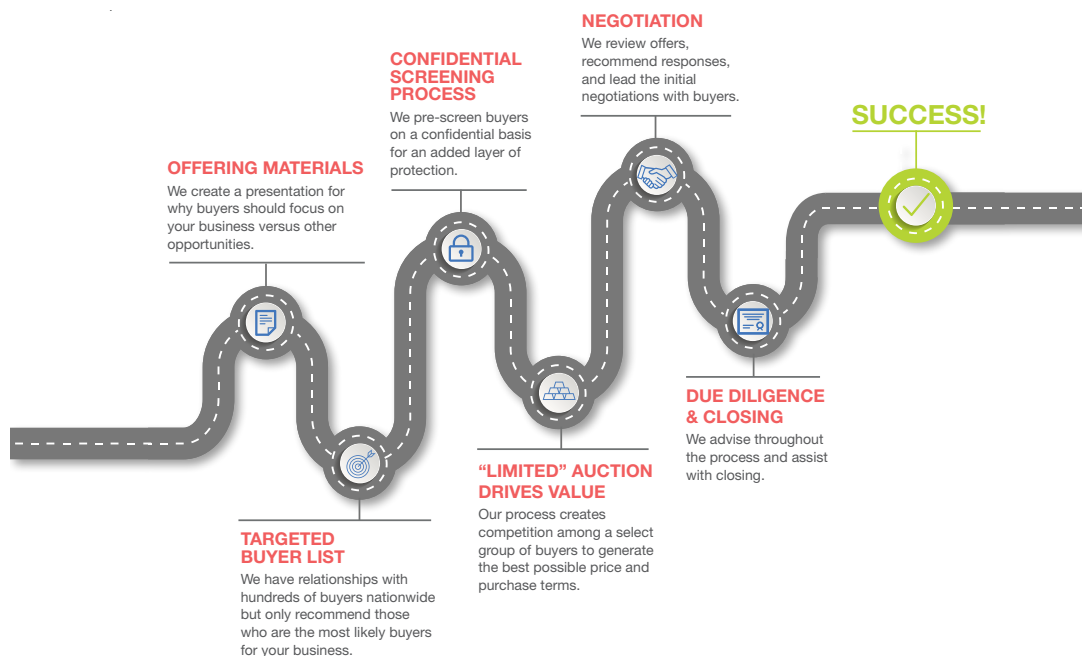 OFFERING MATERIALS
We create a presentation for
why buyers should focus on
your business versus other
opportunities.
TARGETED
BUYER LIST
We have relationships with
hundreds of buyers nationwide
but only recommend those
who are the most likely buyers
for your business.
CONFIDENTIAL
SCREENING
PROCESS
We pre-screen buyers
on a confidential basis
for an added layer of
protection.
“LIMITED” AUCTION
DRIVES VALUE
Our process creates
competition among a select
group of buyers to generate
the best possible price and
purchase terms.
NEGOTIATION
We review offers,
recommend responses,
and lead the initial
negotiations with buyers.
DUE DILIGENCE
& CLOSING
We advise throughout
the process and assist
with closing.
SUCCESS!